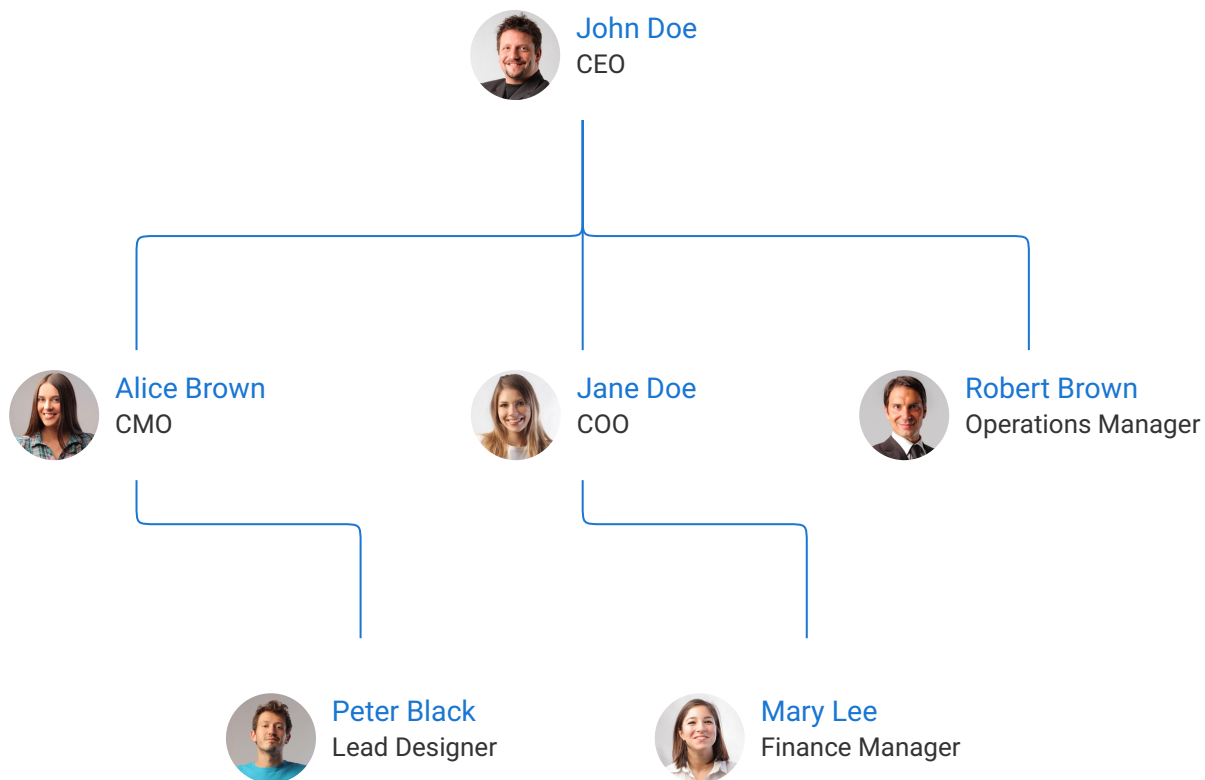 John Doe
CEO
Alice Brown
CMO
Jane Doe
COO
Robert Brown
Operations Manager
Peter Black
Lead Designer
Mary Lee
Finance Manager